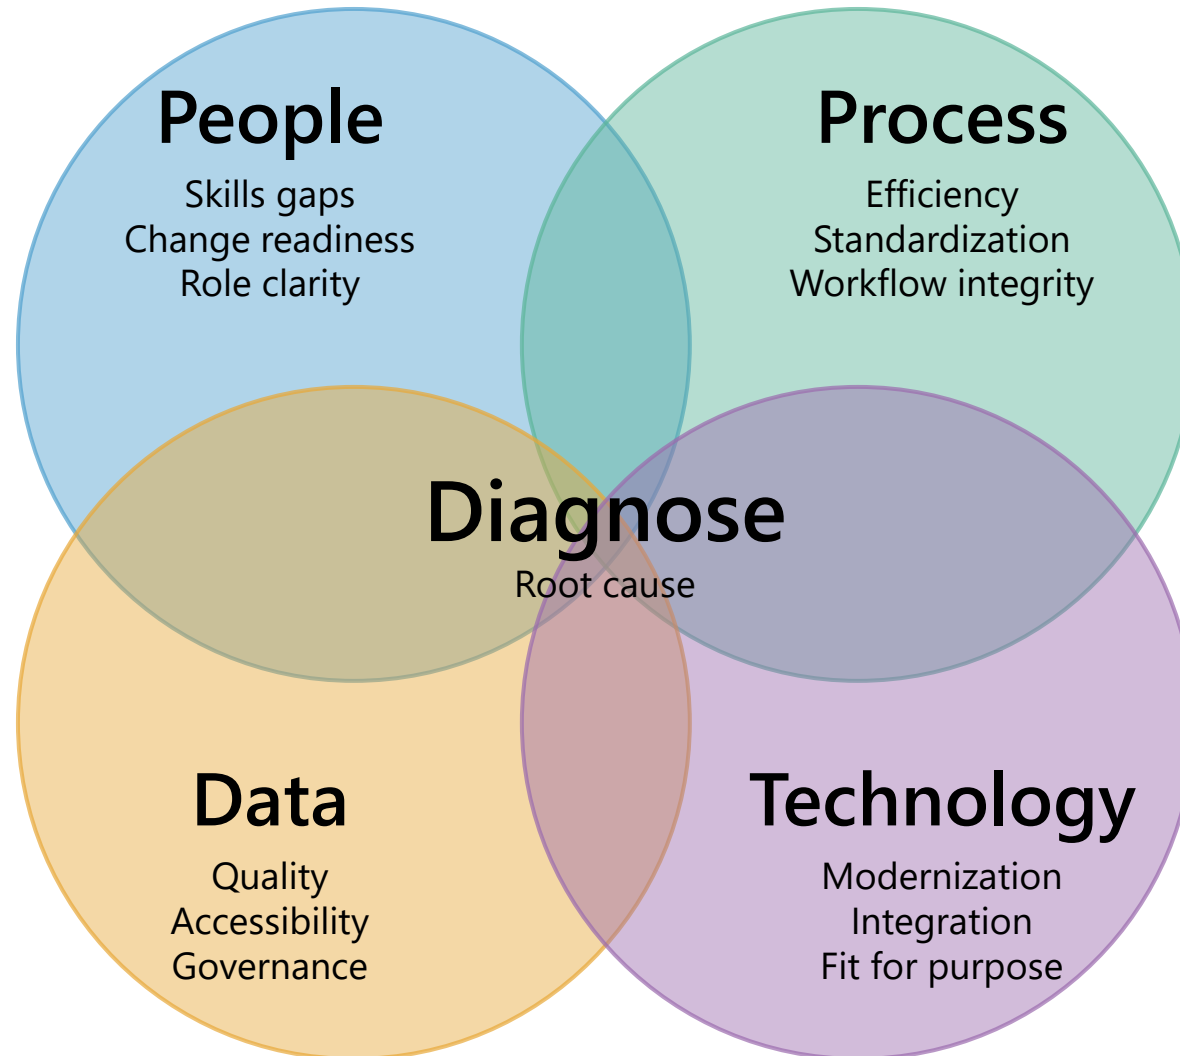 People
Skills gaps
Change readiness
Role clarity
Process
Efficiency
Standardization
Workflow integrity
Diagnose
Root cause
Data
Quality
Accessibility
Governance
Technology
Modernization
Integration
Fit for purpose